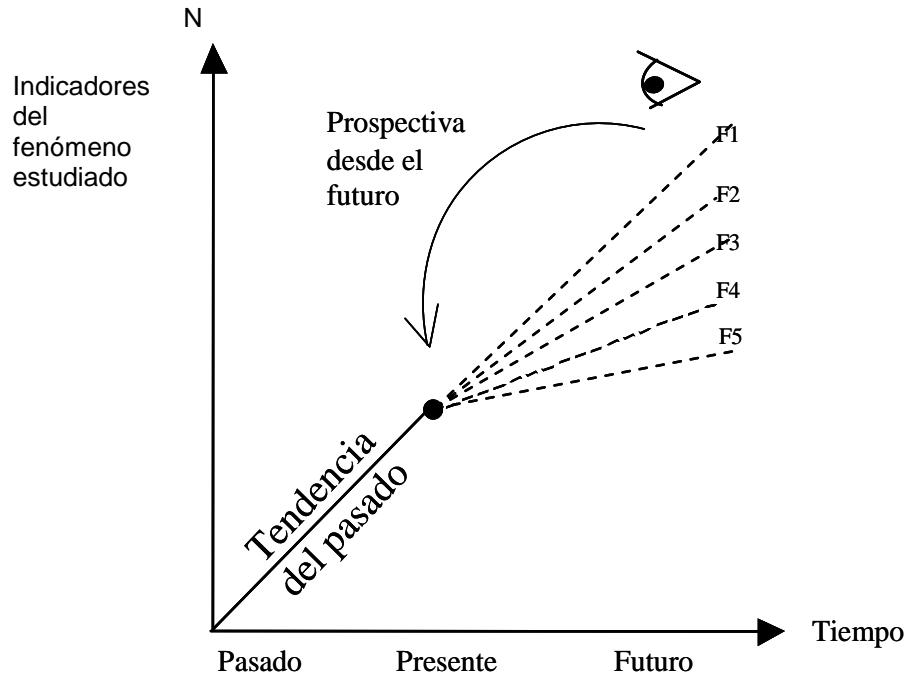 N
Indicadores
del
fenómeno
estudiado
Prospectiva
desde el
futuro
F1
F2
F3
F4
F5
Tendencia
del pasado
Tiempo
Pasado
Presente
Futuro